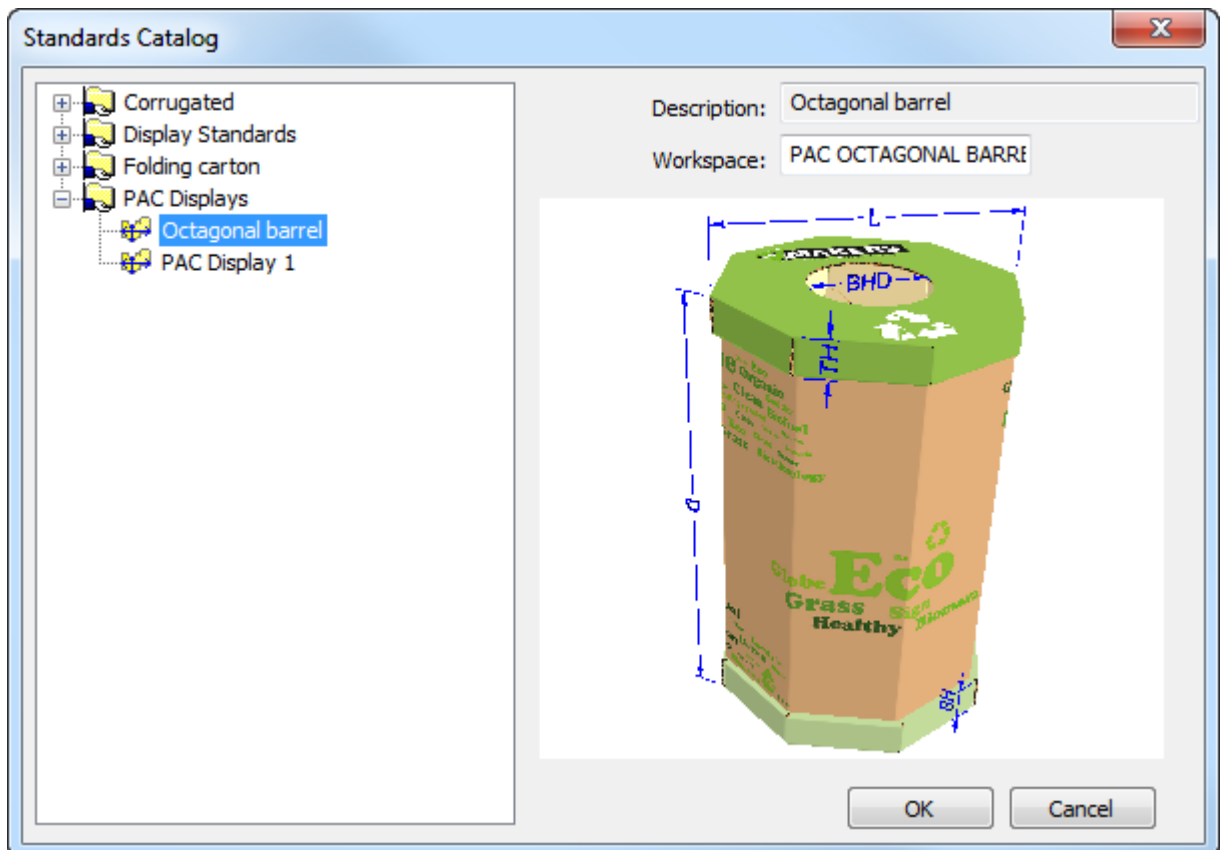 Standards Catalog
Corrugated
Display Standards
Folding carton
PAC Displays
Octagonal barrel
PAC Display 1
Description:
Octagonal barrel
Workspace:
PAC OCTAGONAL BARRE
L
BHD
TH
D
Organic
Eco
Globe
Grass
Sign
Healthy
BH
OK
Cancel